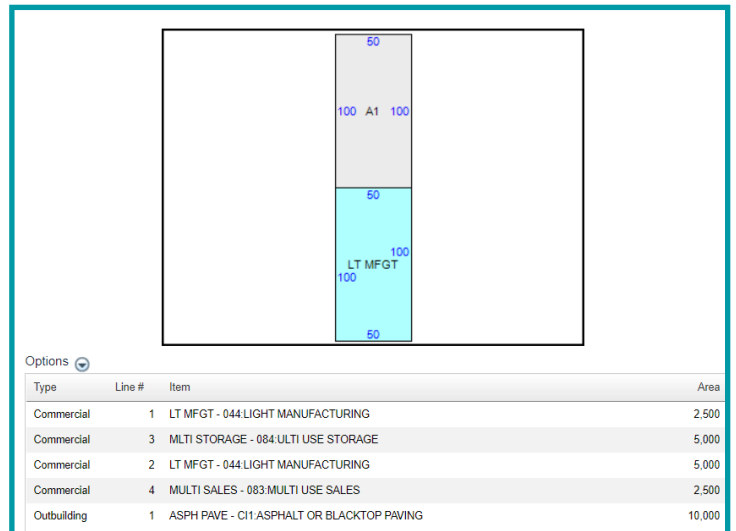 50
100 A1 100
50
100
LT MFGT
100
50
Options
Type Line # Item Area
Commercial 1 LT MFGT - 044:LIGHT MANUFACTURING 2,500
Commercial 3 MLTI STORAGE - 084:ULTI USE STORAGE 5,000
Commercial 2 LT MFGT - 044:LIGHT MANUFACTURING 5,000
Commercial 4 MULTI SALES - 083:MULTI USE SALES 2,500
Outbuilding 1 ASPH PAVE - CI1:ASPHALT OR BLACKTOP PAVING 10,000